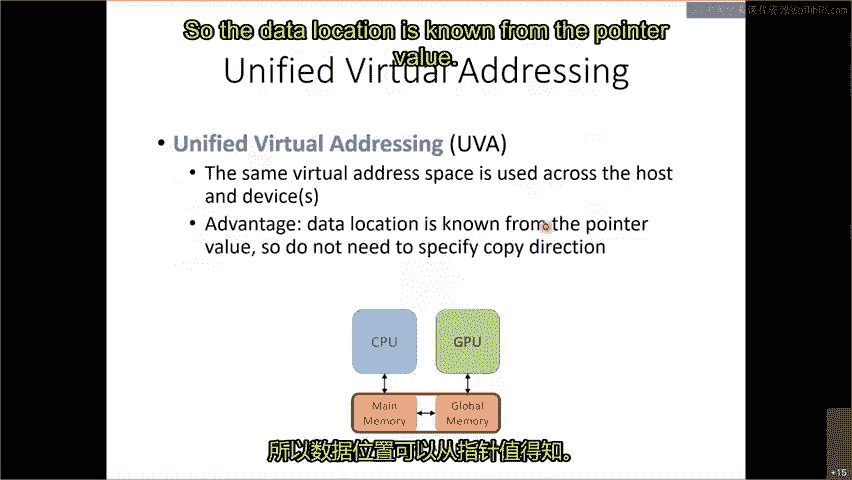 So the data location is known from the pointer
value.
Unified Virtual Addressing
• Unified Virtual Addressing (UVA)
• The same virtual address space is used across the host
and device(s)
• Advantage: data location is known from the pointer
value, so do not need to specify copy direction
CPU
GPU
Main
Memory
Global
Memory
所以数据位置可以从指针值得知。
+15